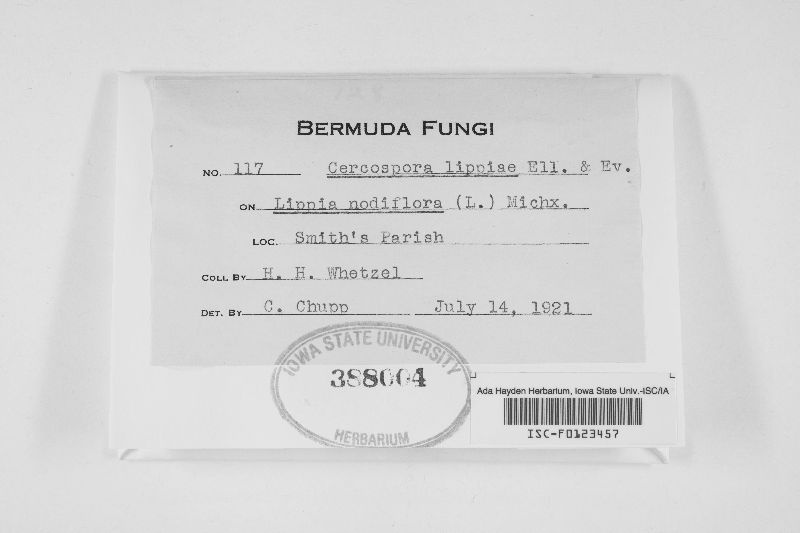 BERMUDA FUNGI
NO. 117 Cercospora lippiae Ell. & Ev.
ON Lippia nodiflora (L.) Michx.
LOC. Smith's Parish
COLL. BY H. H. Whetzel
DET. BY C. Chupp July 14, 1921
IOWA STATE UNIVERSITY
388004
HERBARIUM
Ada Hayden Herbarium, Iowa State Univ.-ISC/IA
ISC-F0123457